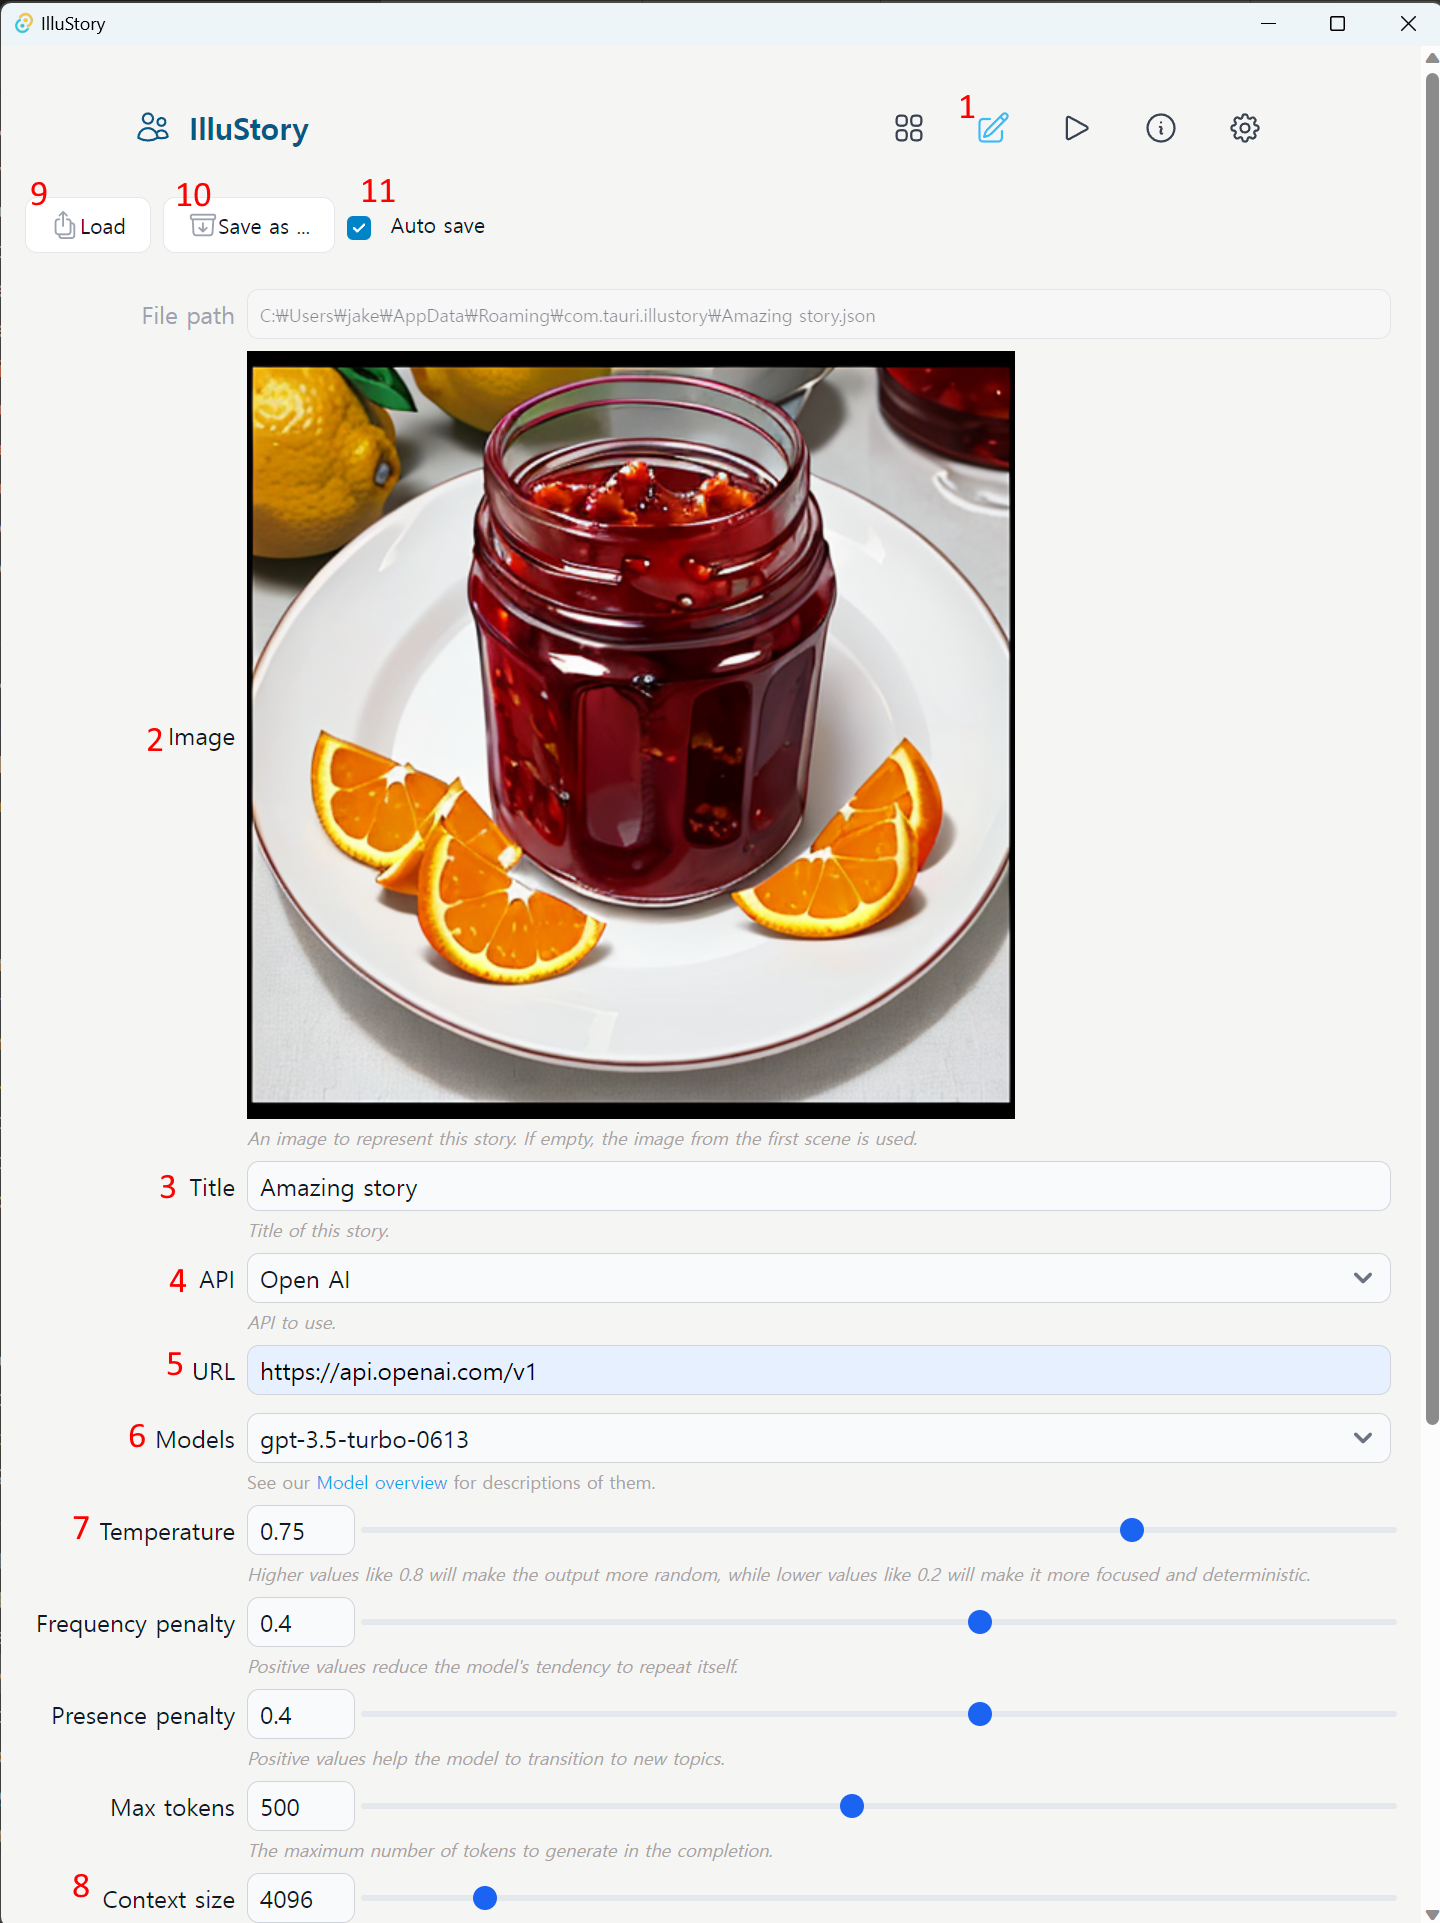 IlluStory
IlluStory
1
9
10
11
Load
Save as ...
Auto save
File path
C:₩Users₩jake₩AppData₩Roaming₩com.tauri.illustory₩Amazing story.json
2 Image
An image to represent this story. If empty, the image from the first scene is used.
3 Title
Amazing story
Title of this story.
4 API
Open AI
API to use.
5 URL
https://api.openai.com/v1
6 Models
gpt-3.5-turbo-0613
See our Model overview for descriptions of them.
7 Temperature
0.75
Higher values like 0.8 will make the output more random, while lower values like 0.2 will make it more focused and deterministic.
Frequency penalty
0.4
Positive values reduce the model's tendency to repeat itself.
Presence penalty
0.4
Positive values help the model to transition to new topics.
Max tokens
500
The maximum number of tokens to generate in the completion.
8 Context size
4096